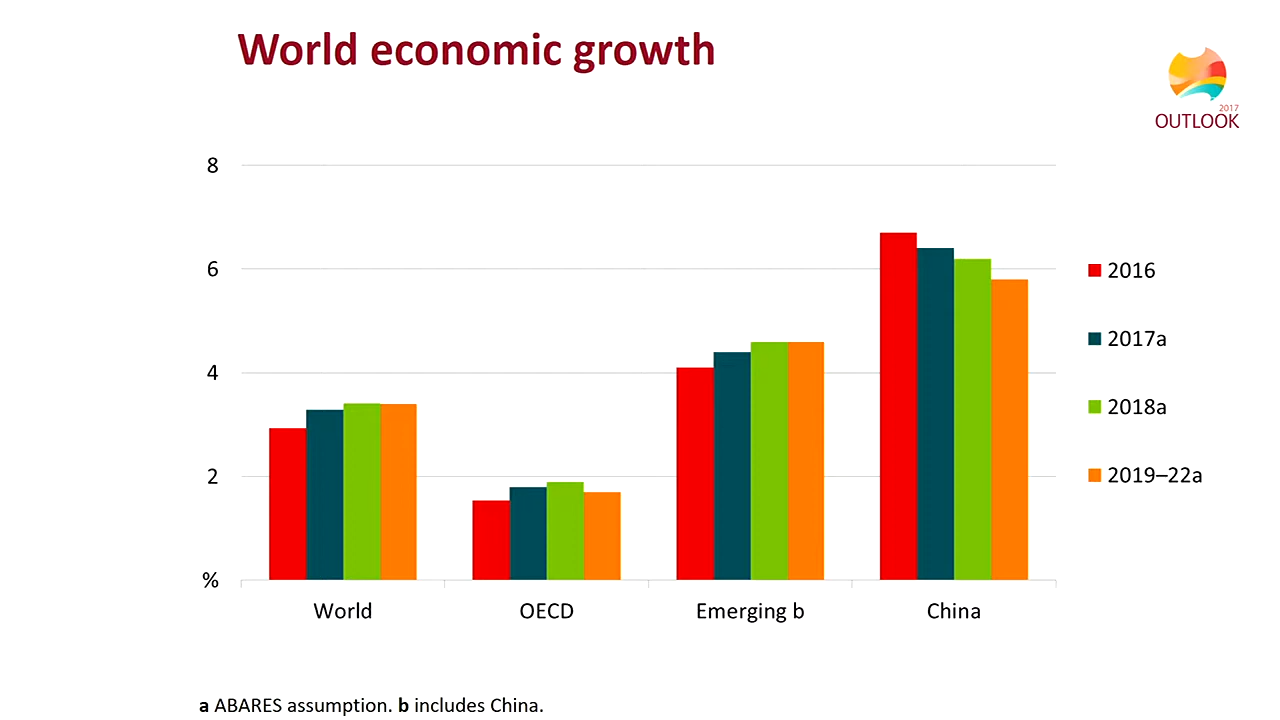 World economic growth
2017
OUTLOOK
8
6
4
2
%
World
OECD
Emerging b
China
2016
2017a
2018a
2019–22a
a ABARES assumption. b includes China.